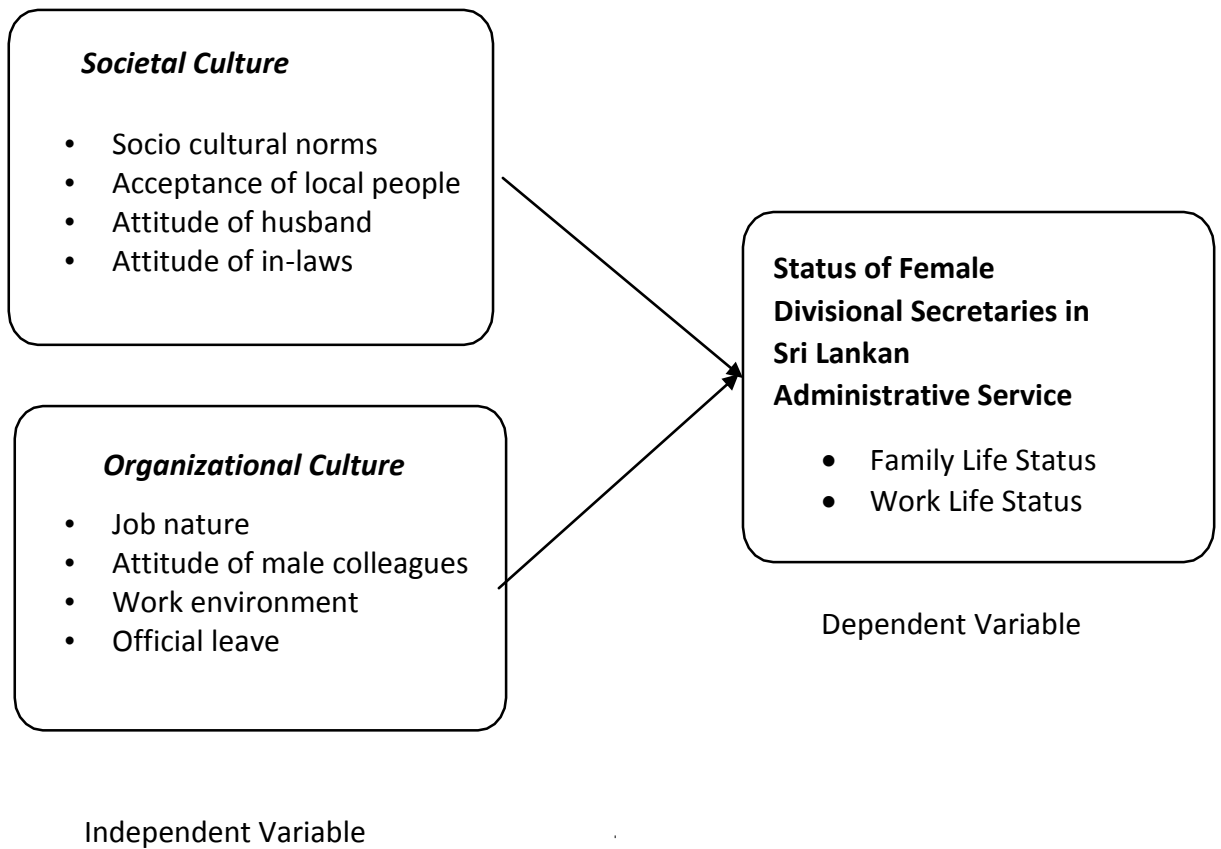 Societal Culture
• Socio cultural norms
• Acceptance of local people
• Attitude of husband
• Attitude of in-laws
Organizational Culture
• Job nature
• Attitude of male colleagues
• Work environment
• Official leave
Independent Variable
Status of Female
Divisional Secretaries in
Sri Lankan
Administrative Service
• Family Life Status
• Work Life Status
Dependent Variable